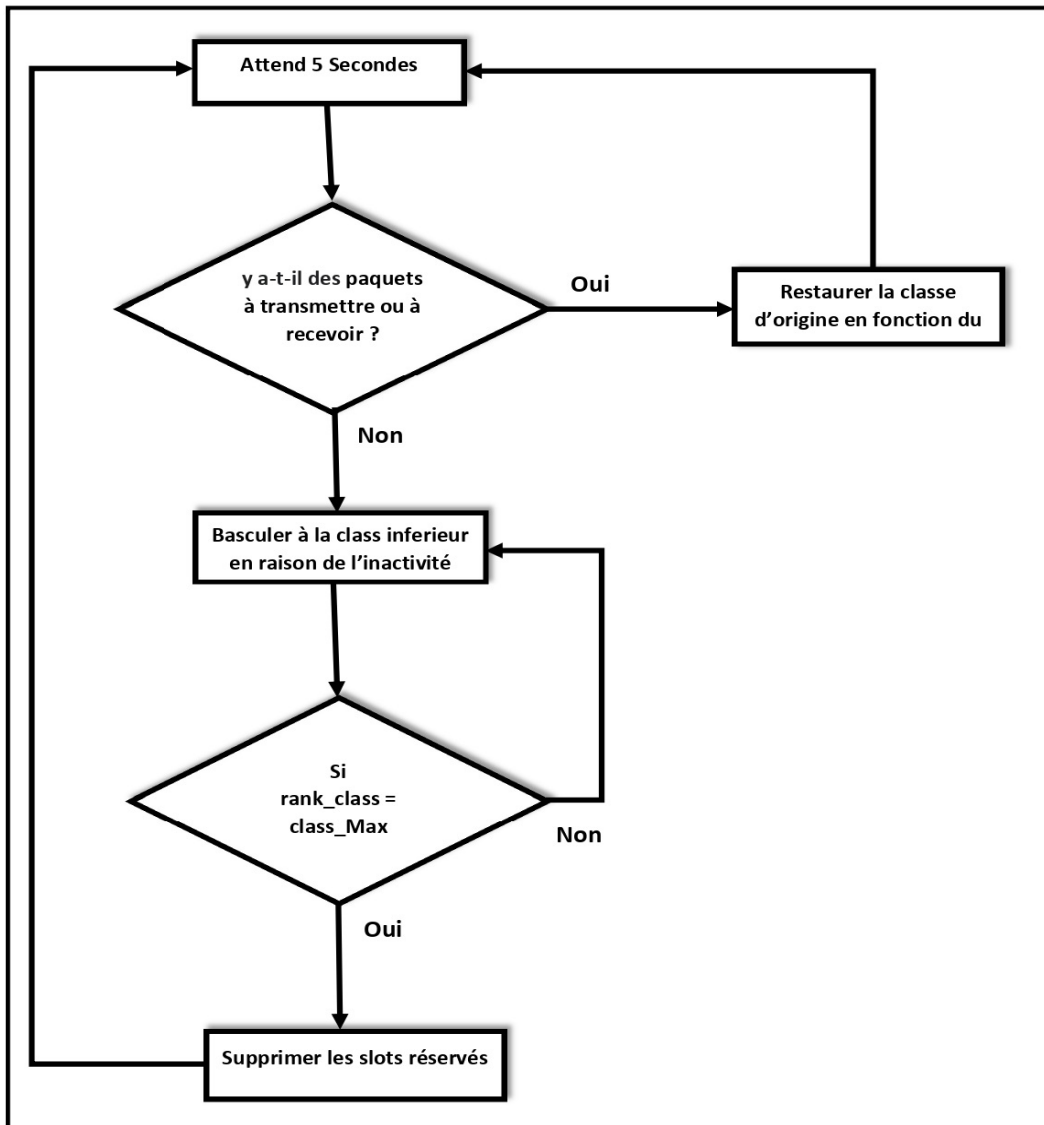 Attend 5 Secondes
y a-t-il des paquets
à transmettre ou à
recevoir ?
Oui
Restaurer la classe
d’origine en fonction du
Non
Basculer à la class inferieur
en raison de l’inactivité
Si
rank_class =
class_Max
Non
Oui
Supprimer les slots réservés